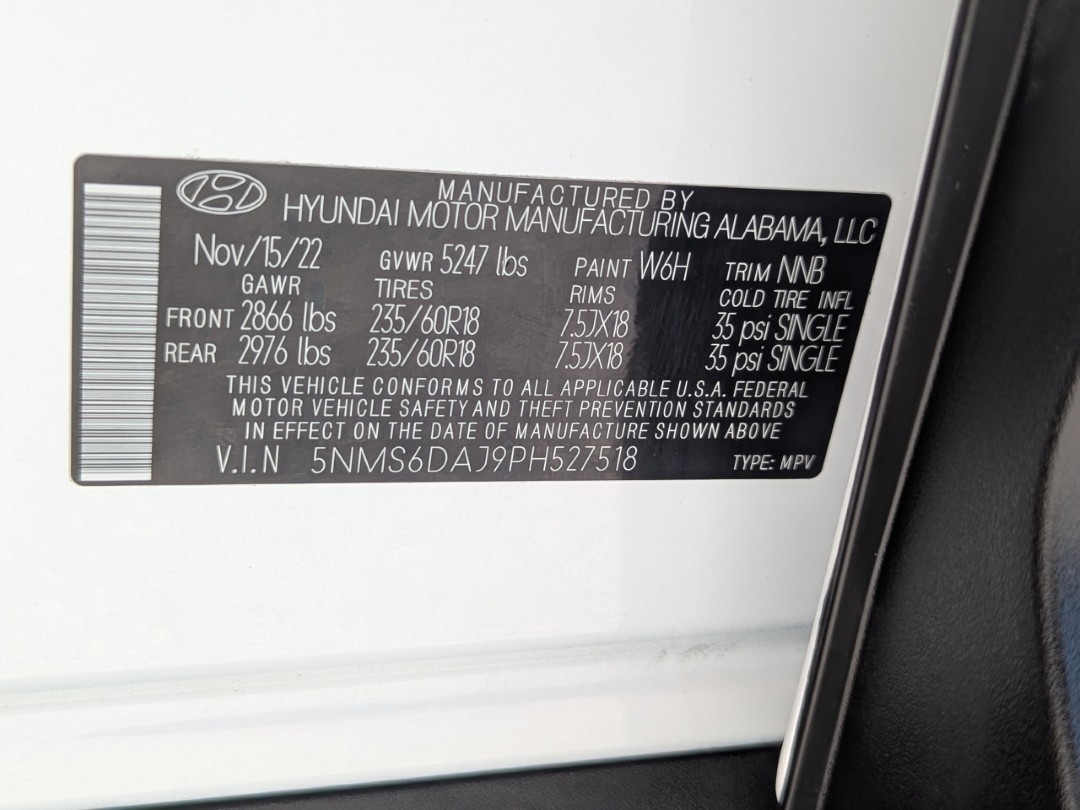 MANUFACTURED BY
HYUNDAI MOTOR MANUFACTURING ALABAMA, LLC
Nov/15/22 GVWR 5247 lbs PAINT W6H TRIM NNB
GAWR TIRES RIMS COLD TIRE INFL
FRONT 2866 lbs 235/60R18 7.5JX18 35 psi SINGLE
REAR 2976 lbs 235/60R18 7.5JX18 35 psi SINGLE
THIS VEHICLE CONFORMS TO ALL APPLICABLE U.S.A. FEDERAL
MOTOR VEHICLE SAFETY AND THEFT PREVENTION STANDARDS
IN EFFECT ON THE DATE OF MANUFACTURE SHOWN ABOVE
V.I.N 5NMS6DAJ9PH527518 TYPE: MPV